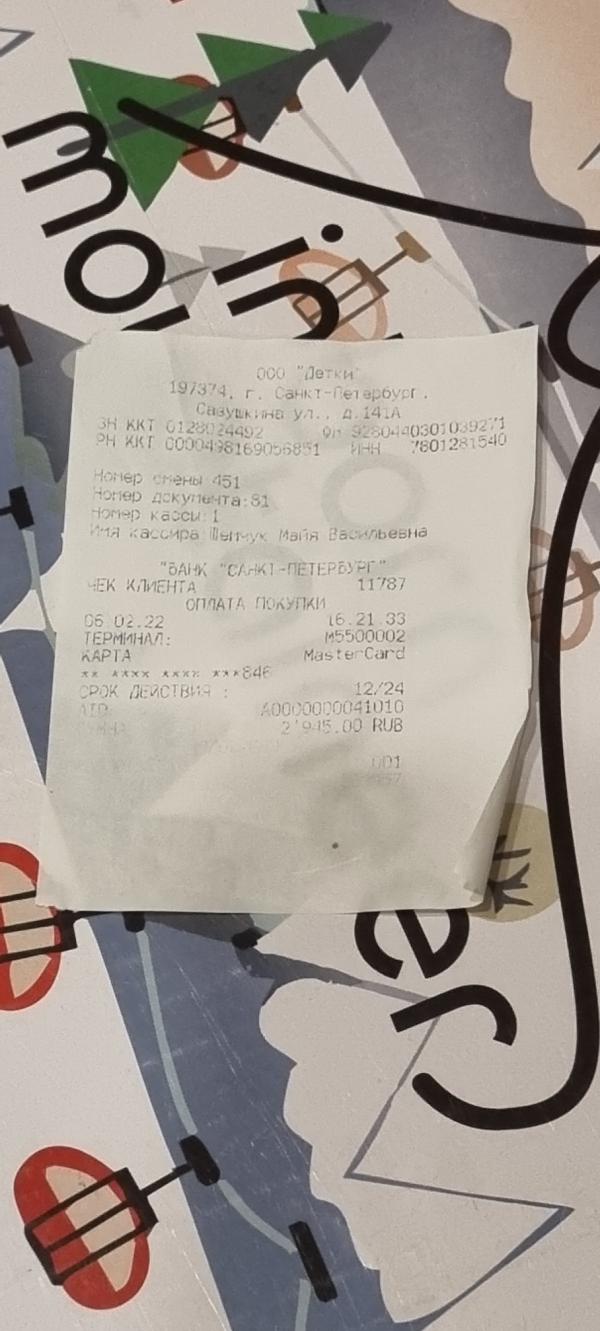 ООО "Детки"
197374, г. Санкт-Петербург,
Савушкина ул., д.141А
ЗН ККТ 0128024492 ФН 9280440301039271
РН ККТ 0000498169056851 ИНН 7801281540
Номер смены 451
Номер документа:81
Номер кассы:1
Имя кассира Шевчук Майя Васильевна
"БАНК "САНКТ-ПЕТЕРБУРГ"
ЧЕК КЛИЕНТА 11787
ОПЛАТА ПОКУПКИ
06.02.22 16.21.33
ТЕРМИНАЛ: M5500002
КАРТА MasterCard
** **** **** ***846
СРОК ДЕЙСТВИЯ : 12/24
AID: A0000000041010
СУММА 2'945.00 RUB
001